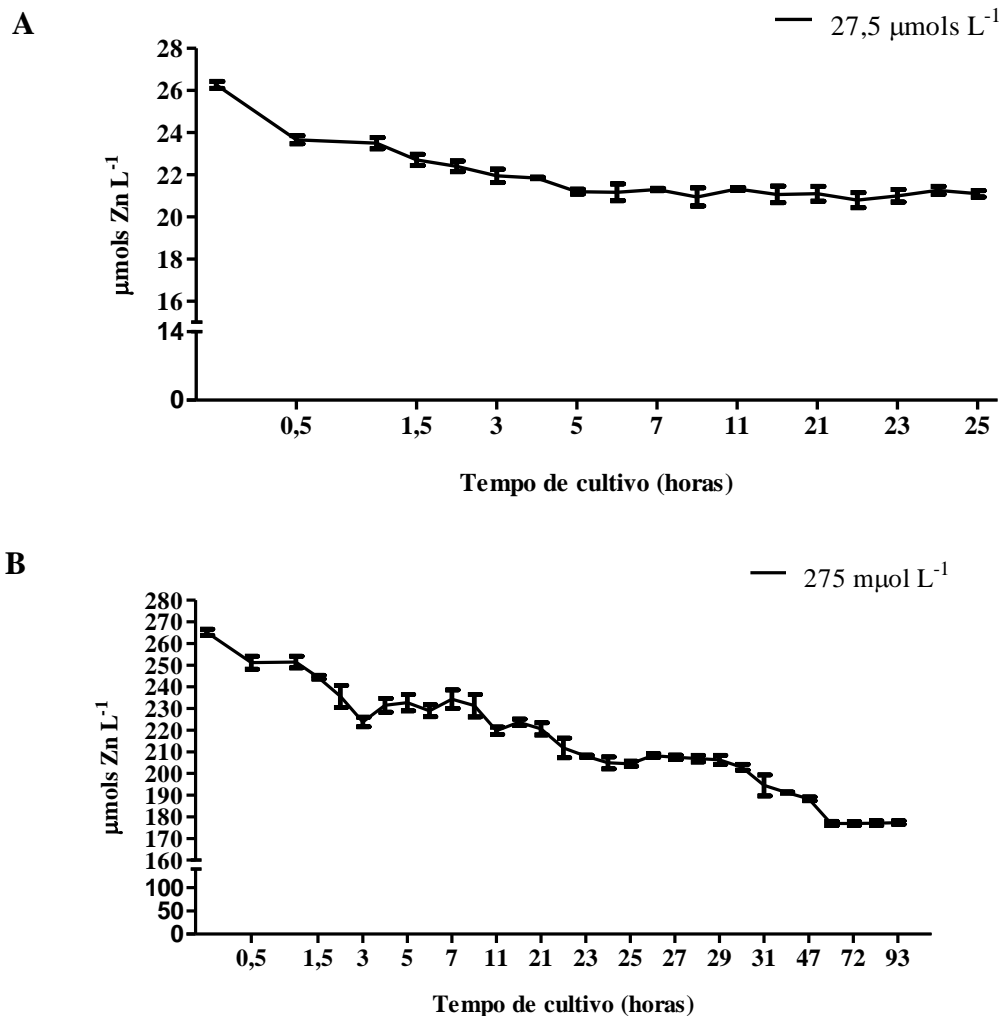 A
27,5 µmols L-1
28
26
24
22
20
18
16
14
0
µmols Zn L-1
0,5 1,5 3 5 7 11 21 23 25
Tempo de cultivo (horas)
B
275 mµol L-1
280
270
260
250
240
230
220
210
200
190
180
170
160
100
50
0
µmols Zn L-1
0,5 1,5 3 5 7 11 21 23 25 27 29 31 47 72 93
Tempo de cultivo (horas)